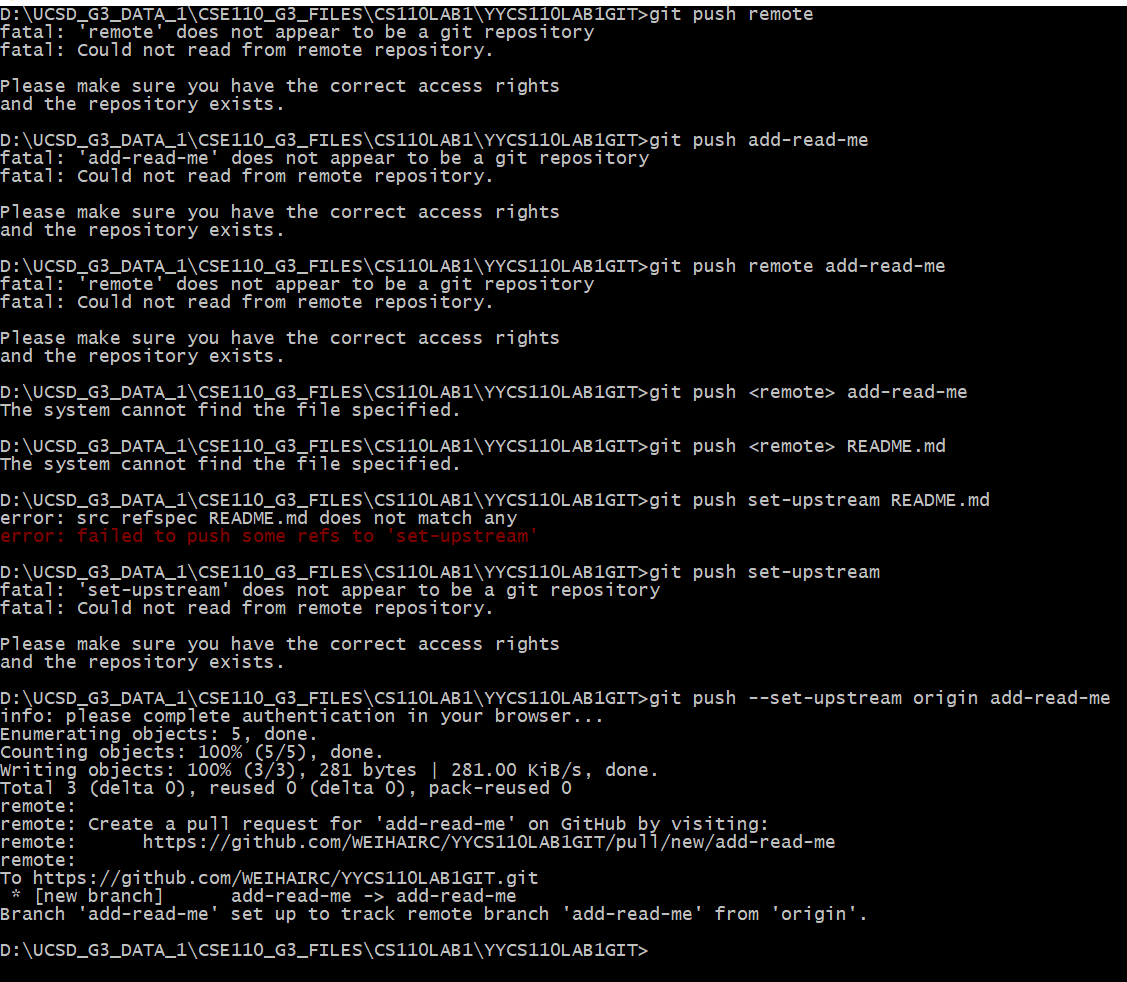 D:\UCSD_G3_DATA_1\CSE110_G3_FILES\CS110LAB1\YYCS110LAB1GIT>git push remote
fatal: 'remote' does not appear to be a git repository
fatal: Could not read from remote repository.
Please make sure you have the correct access rights
and the repository exists.
D:\UCSD_G3_DATA_1\CSE110_G3_FILES\CS110LAB1\YYCS110LAB1GIT>git push add-read-me
fatal: 'add-read-me' does not appear to be a git repository
fatal: Could not read from remote repository.
Please make sure you have the correct access rights
and the repository exists.
D:\UCSD_G3_DATA_1\CSE110_G3_FILES\CS110LAB1\YYCS110LAB1GIT>git push remote add-read-me
fatal: 'remote' does not appear to be a git repository
fatal: Could not read from remote repository.
Please make sure you have the correct access rights
and the repository exists.
D:\UCSD_G3_DATA_1\CSE110_G3_FILES\CS110LAB1\YYCS110LAB1GIT>git push <remote> add-read-me
The system cannot find the file specified.
D:\UCSD_G3_DATA_1\CSE110_G3_FILES\CS110LAB1\YYCS110LAB1GIT>git push <remote> README.md
The system cannot find the file specified.
D:\UCSD_G3_DATA_1\CSE110_G3_FILES\CS110LAB1\YYCS110LAB1GIT>git push set-upstream README.md
error: src refspec README.md does not match any
error: failed to push some refs to 'set-upstream'
D:\UCSD_G3_DATA_1\CSE110_G3_FILES\CS110LAB1\YYCS110LAB1GIT>git push set-upstream
fatal: 'set-upstream' does not appear to be a git repository
fatal: Could not read from remote repository.
Please make sure you have the correct access rights
and the repository exists.
D:\UCSD_G3_DATA_1\CSE110_G3_FILES\CS110LAB1\YYCS110LAB1GIT>git push --set-upstream origin add-read-me
info: please complete authentication in your browser...
Enumerating objects: 5, done.
Counting objects: 100% (5/5), done.
Writing objects: 100% (3/3), 281 bytes | 281.00 KiB/s, done.
Total 3 (delta 0), reused 0 (delta 0), pack-reused 0
remote:
remote: Create a pull request for 'add-read-me' on GitHub by visiting:
remote:      https://github.com/WEIHAIRC/YYCS110LAB1GIT/pull/new/add-read-me
remote:
To https://github.com/WEIHAIRC/YYCS110LAB1GIT.git
 * [new branch]      add-read-me -> add-read-me
Branch 'add-read-me' set up to track remote branch 'add-read-me' from 'origin'.
D:\UCSD_G3_DATA_1\CSE110_G3_FILES\CS110LAB1\YYCS110LAB1GIT>